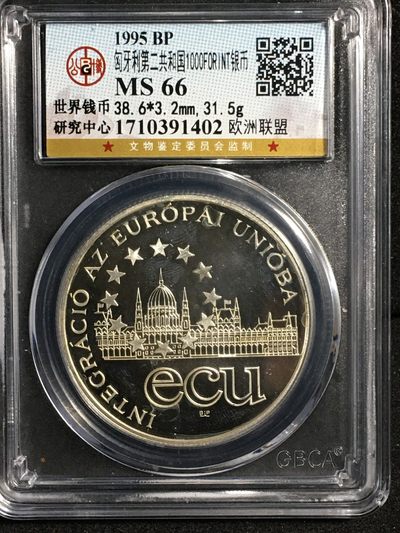 1995 BP
匈牙利第二共和国1000FORINT银币
MS 66
世界钱币 38.6*3.2mm,31.5g
研究中心 1710391402 欧洲联盟
★ 文物鉴定委员会监制 ★
INTEGRÁCIÓ AZ EURÓPAI UNIÓBA
ecu
BP.
GBCA